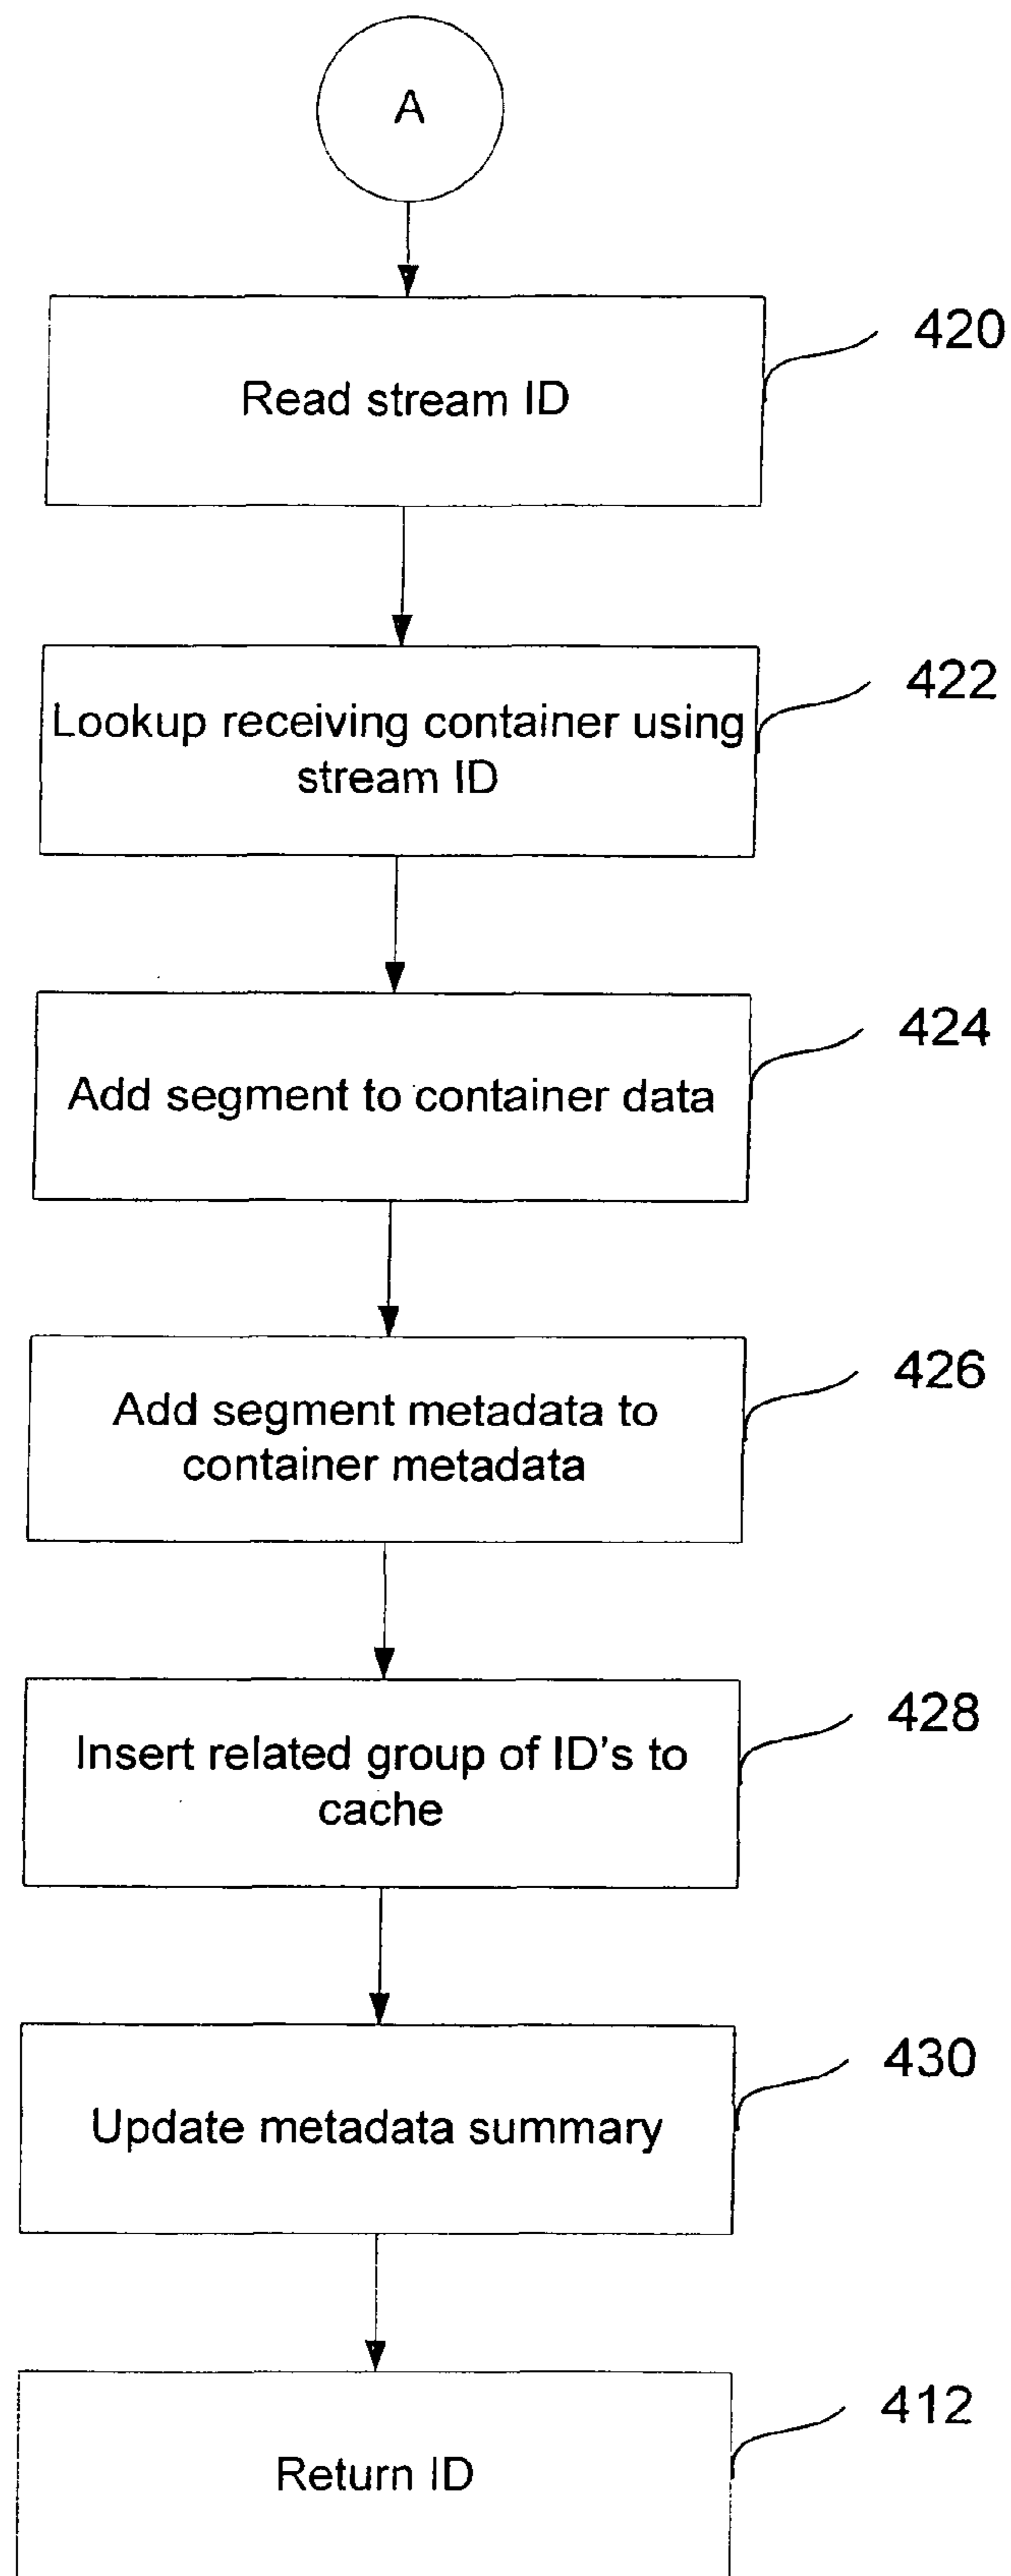 A
420
Read stream ID
422
Lookup receiving container using
stream ID
424
Add segment to container data
426
Add segment metadata to
container metadata
428
Insert related group of ID's to
cache
430
Update metadata summary
412
Return ID